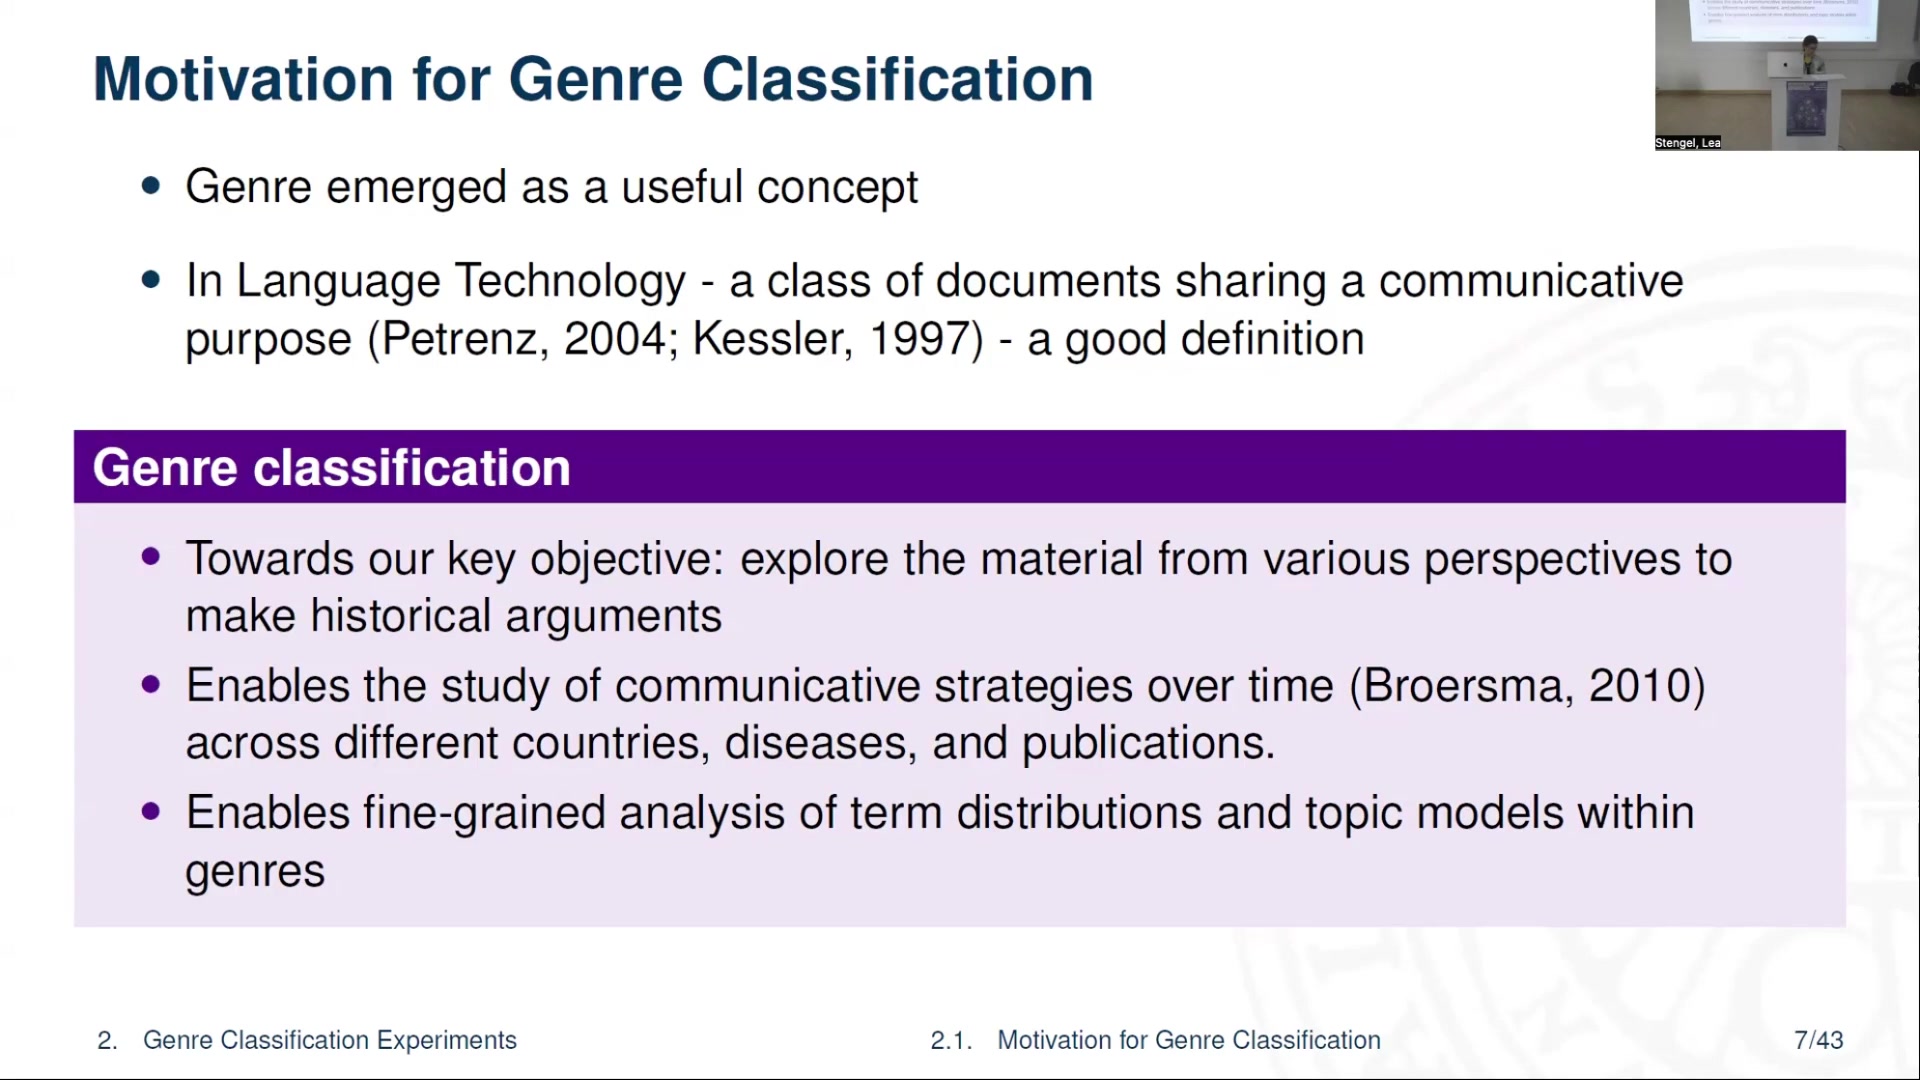 Motivation for Genre Classification
Stengel, Lea
• Genre emerged as a useful concept
• In Language Technology - a class of documents sharing a communicative
purpose (Petrenz, 2004; Kessler, 1997) - a good definition
Genre classification
• Towards our key objective: explore the material from various perspectives to
make historical arguments
• Enables the study of communicative strategies over time (Broersma, 2010)
across different countries, diseases, and publications.
• Enables fine-grained analysis of term distributions and topic models within
genres
2. Genre Classification Experiments
2.1. Motivation for Genre Classification
7/43